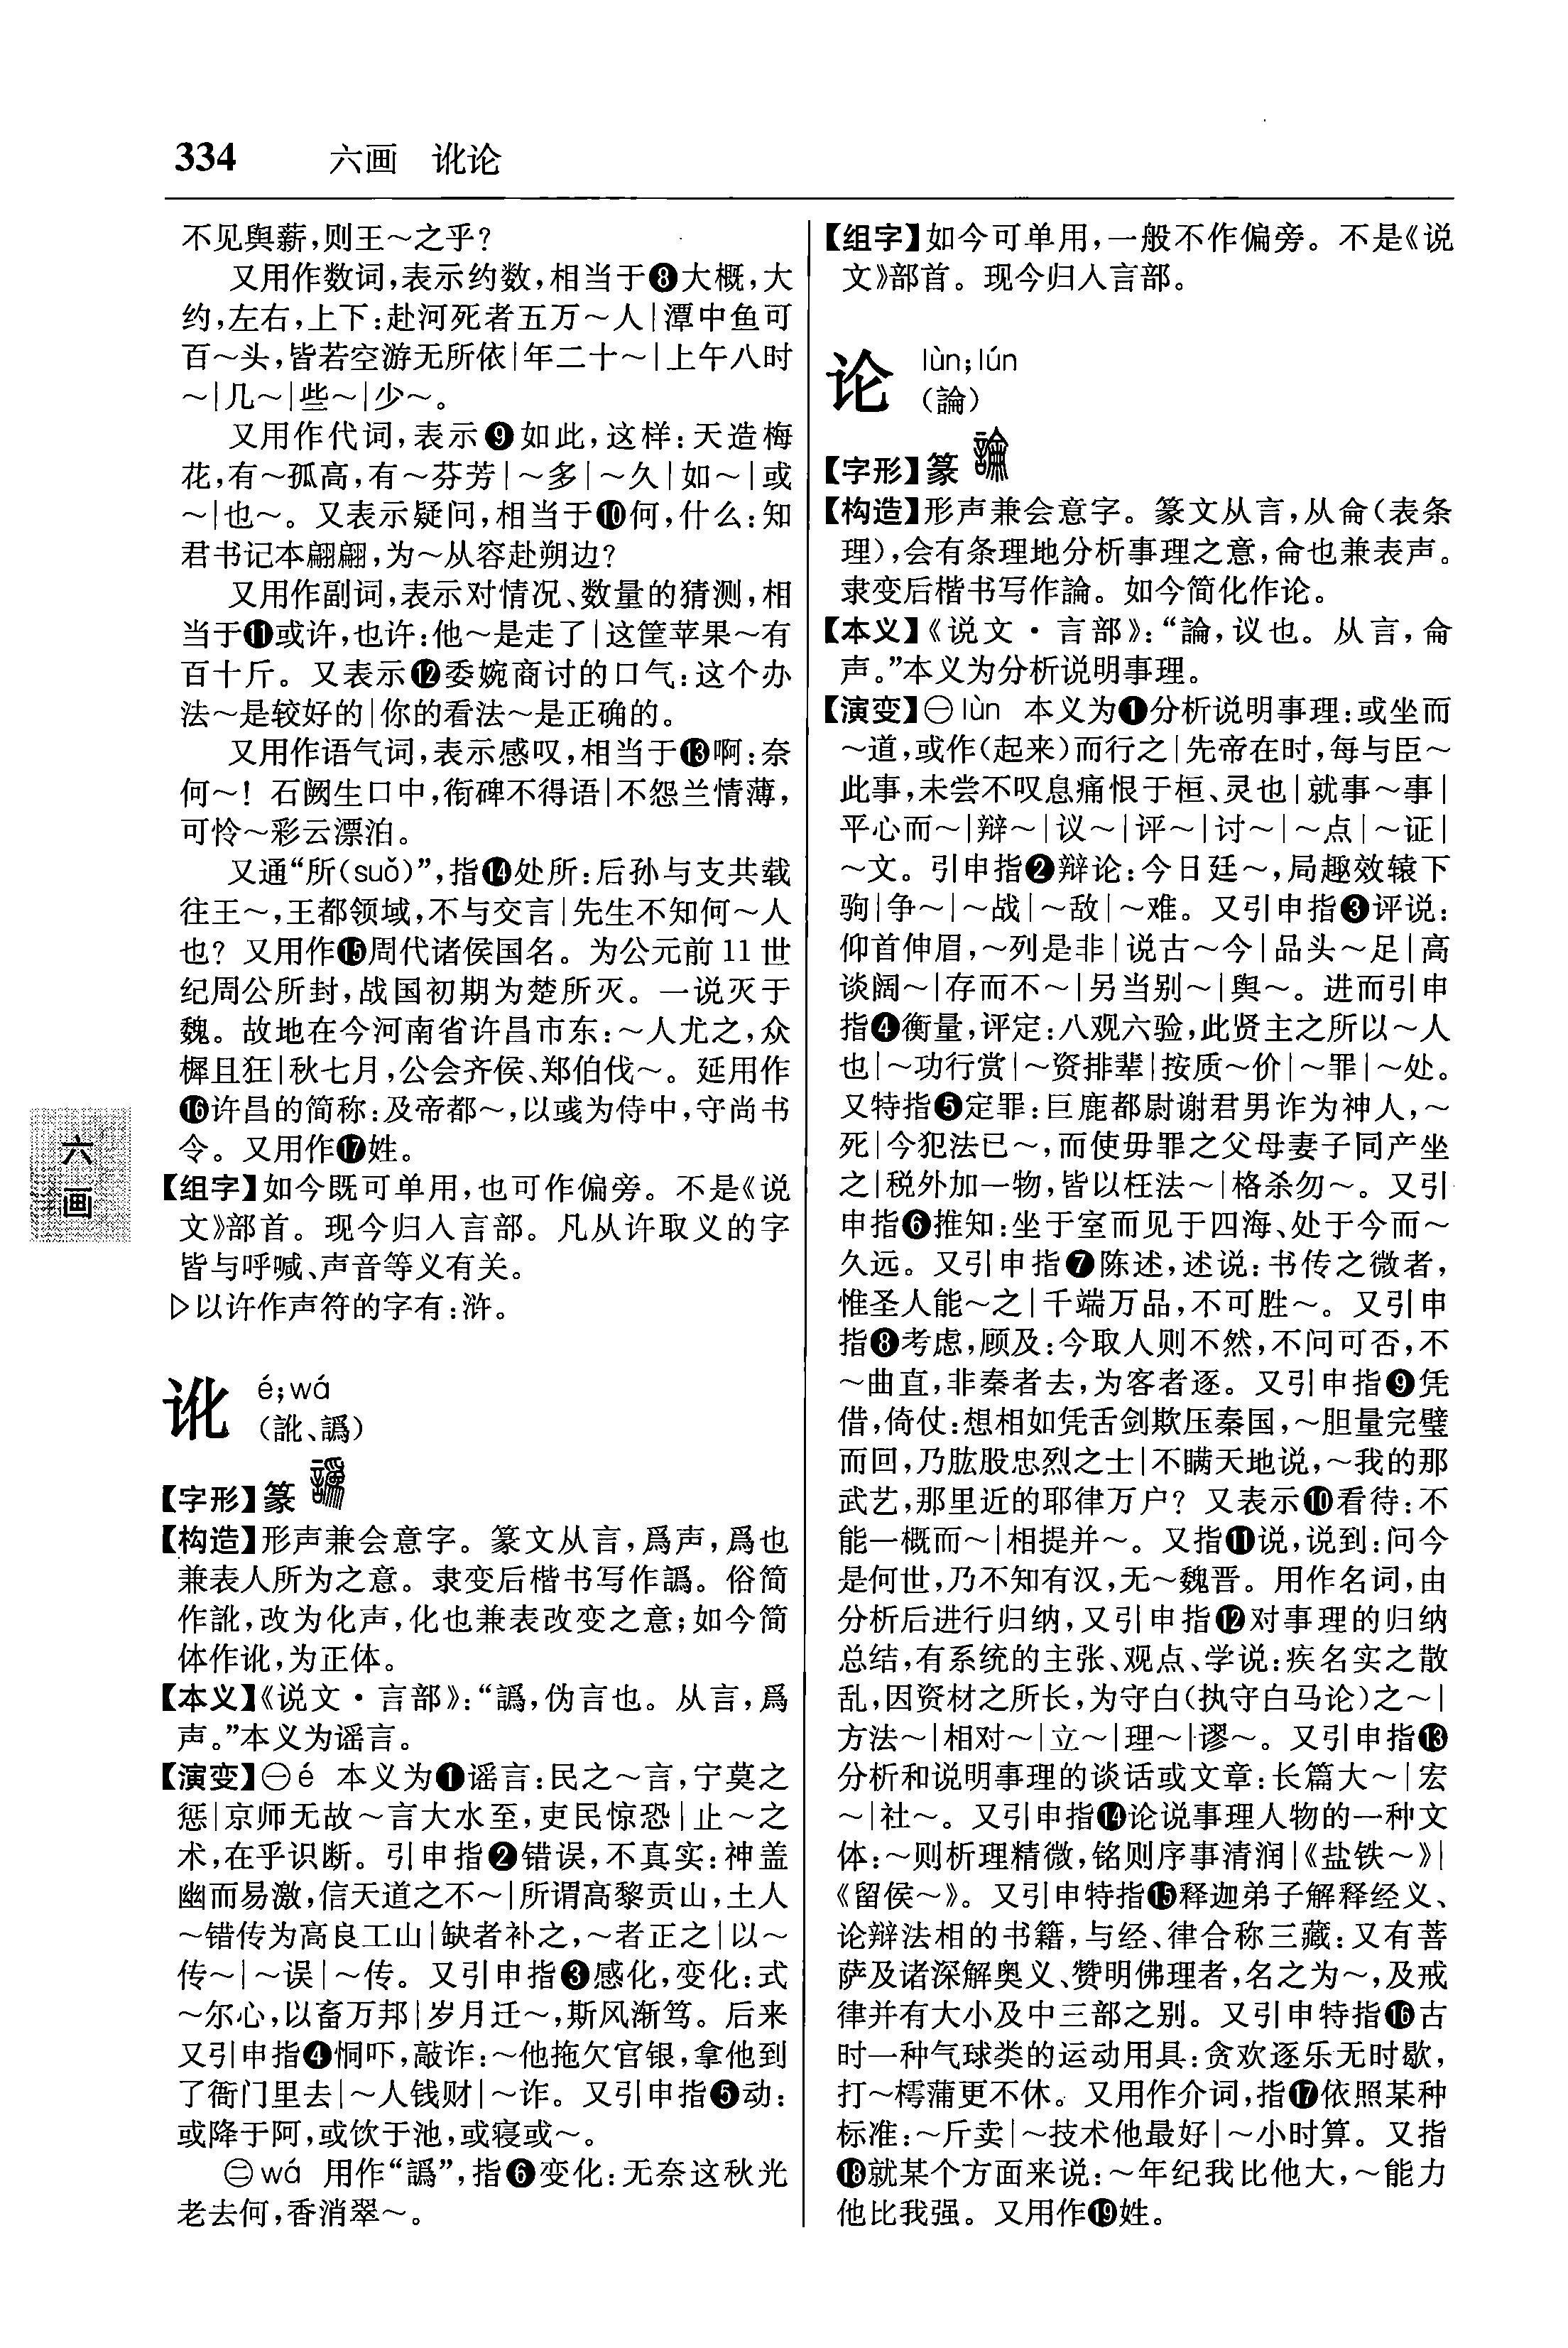 334 六画 讹论
不见舆薪,则王～之乎?
又用作数词,表示约数,相当于❽大概,大
约,左右,上下:赴河死者五万～人|潭中鱼可
百～头,皆若空游无所依|年二十～|上午八时
～|几～|些～|少～。
又用作代词,表示❾如此,这样:天造梅
花,有～孤高,有～芬芳|～多|～久|如～|或
～|也～。又表示疑问,相当于❿何,什么:知
君书记本翩翩,为～从容赴朔边?
又用作副词,表示对情况、数量的猜测,相
当于⓫或许,也许:他～是走了|这筐苹果～有
百十斤。又表示⓬委婉商讨的口气:这个办
法～是较好的|你的看法～是正确的。
又用作语气词,表示感叹,相当于⓭啊:奈
何～! 石阙生口中,衔碑不得语|不怨兰情薄,
可怜～彩云漂泊。
又通“所(suǒ)”,指⓮处所:后孙与支共载
往王～,王都领域,不与交言|先生不知何～人
也? 又用作⓯周代诸侯国名。为公元前 11 世
纪周公所封,战国初期为楚所灭。一说灭于
魏。故地在今河南省许昌市东:～人尤之,众
樨且狂|秋七月,公会齐侯、郑伯伐～。延用作
⓰许昌的简称:及帝都～,以彧为侍中,守尚书
令。又用作⓱姓。
【组字】如今既可单用,也可作偏旁。不是《说
文》部首。现今归入言部。凡从许取义的字
皆与呼喊、声音等义有关。
▷以许作声符的字有:浒。
六
画
讹 é;wá
(訛、譌)
【字形】篆
【构造】形声兼会意字。篆文从言,爲声,爲也
兼表人所为之意。隶变后楷书写作譌。俗简
作訛,改为化声,化也兼表改变之意;如今简
体作讹,为正体。
【本义】《说文·言部》:“譌,伪言也。从言,爲
声。”本义为谣言。
【演变】㊀é 本义为❶谣言:民之～言,宁莫之
惩|京师无故～言大水至,吏民惊恐|止～之
术,在乎识断。引申指❷错误,不真实:神盖
幽而易激,信天道之不～|所谓高黎贡山,土人
～错传为高良工山|缺者补之,～者正之|以～
传～|～误|～传。又引申指❸感化,变化:式
～尔心,以畜万邦|岁月迁～,斯风渐笃。后来
又引申指❹恫吓,敲诈:～他拖欠官银,拿他到
了衙门里去|～人钱财|～诈。又引申指❺动:
或降于阿,或饮于池,或寝或～。
㊁wá 用作“譌”,指❻变化:无奈这秋光
老去何,香消翠～。
【组字】如今可单用,一般不作偏旁。不是《说
文》部首。现今归入言部。
论 lùn;lún
(論)
【字形】篆
【构造】形声兼会意字。篆文从言,从侖(表条
理),会有条理地分析事理之意,侖也兼表声。
隶变后楷书写作論。如今简化作论。
【本义】《说文·言部》:“論,议也。从言,侖
声。”本义为分析说明事理。
【演变】㊀lùn 本义为❶分析说明事理:或坐而
～道,或作(起来)而行之|先帝在时,每与臣～
此事,未尝不叹息痛恨于桓、灵也|就事～事|
平心而～|辩～|议～|评～|讨～|～点|～证|
～文。引申指❷辩论:今日廷～,局趣效辕下
驹|争～|～战|～敌|～难。又引申指❸评说:
仰首伸眉,～列是非|说古～今|品头～足|高
谈阔～|存而不～|另当别～|舆～。进而引申
指❹衡量,评定:八观六验,此贤主之所以～人
也|～功行赏|～资排辈|按质～价|～罪|～处。
又特指❺定罪:巨鹿都尉谢君男诈为神人,～
死|今犯法已～,而使毋罪之父母妻子同产坐
之|税外加一物,皆以枉法～|格杀勿～。又引
申指❻推知:坐于室而见于四海、处于今而～
久远。又引申指❼陈述,述说:书传之微者,
惟圣人能～之|千端万品,不可胜～。又引申
指❽考虑,顾及:今取人则不然,不问可否,不
～曲直,非秦者去,为客者逐。又引申指❾凭
借,倚仗:想相如凭舌剑欺压秦国,～胆量完璧
而回,乃肱股忠烈之士|不瞒天地说,～我的那
武艺,那里近的耶律万户? 又表示❿看待:不
能一概而～|相提并～。又指⓫说,说到:问今
是何世,乃不知有汉,无～魏晋。用作名词,由
分析后进行归纳,又引申指⓬对事理的归纳
总结,有系统的主张、观点、学说:疾名实之散
乱,因资材之所长,为守白(执守白马论)之～|
方法～|相对～|立～|理～|谬～。又引申指⓭
分析和说明事理的谈话或文章:长篇大～|宏
～|社～。又引申指⓮论说事理人物的一种文
体:～则析理精微,铭则序事清润|《盐铁～》|
《留侯～》。又引申特指⓯释迦弟子解释经义、
论辩法相的书籍,与经、律合称三藏:又有菩
萨及诸深解奥义、赞明佛理者,名之为～,及戒
律并有大小及中三部之别。又引申特指⓰古
时一种气球类的运动用具:贪欢逐乐无时歇,
打～樗蒲更不休。又用作介词,指⓱依照某种
标准:～斤卖|～技术他最好|～小时算。又指
⓲就某个方面来说:～年纪我比他大,～能力
他比我强。又用作⓳姓。